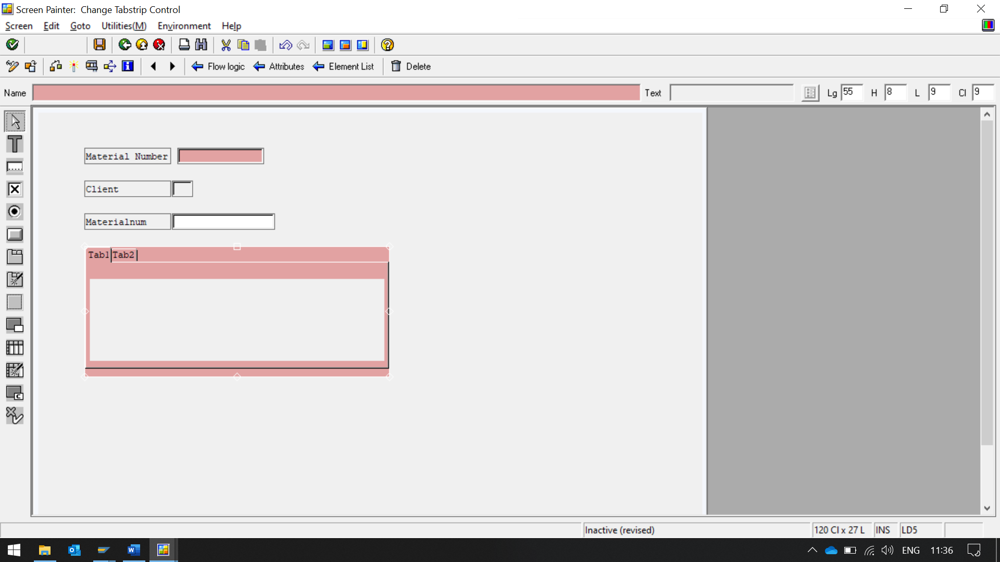 Screen Painter: Change Tabstrip Control
Screen Edit Goto Utilities(M) Environment Help
Flow logic Attributes Element List Delete
Name Text Lg 55 H 8 L 9 Cl 9
Material Number
Client
Materialnum
Tab1 Tab2
Inactive (revised) 120 Cl x 27 L INS LD5
ENG 11:36